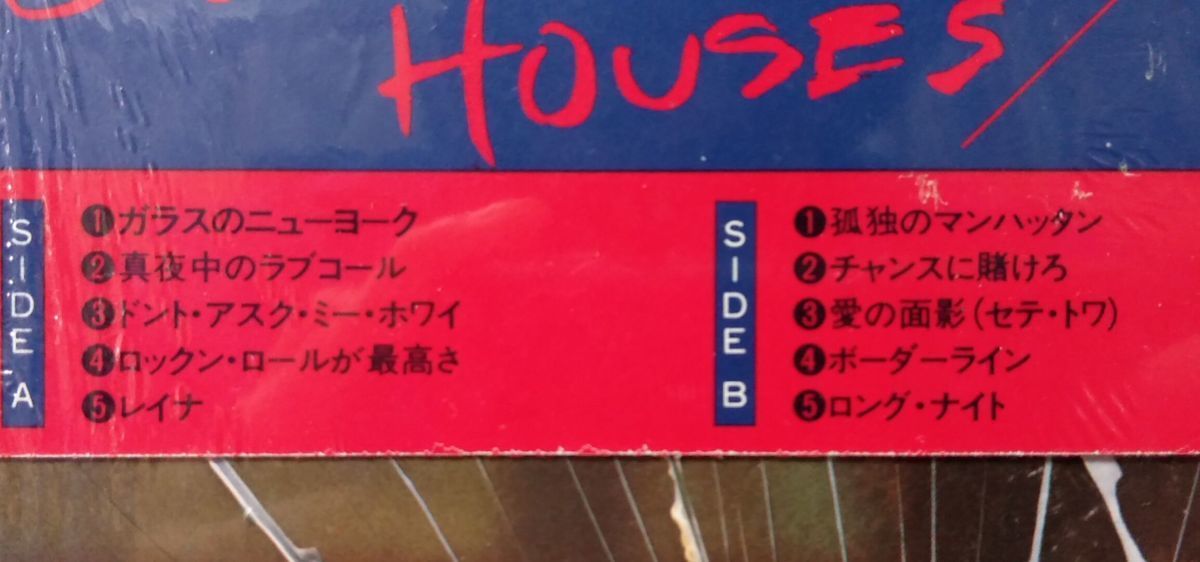 HOUSES/
SIDE A
❶ガラスのニューヨーク
❷真夜中のラブコール
❸ドント・アスク・ミー・ホワイ
❹ロックン・ロールが最高さ
❺レイナ
SIDE B
❶孤独のマンハッタン
❷チャンスに賭けろ
❸愛の面影(セテ・トワ)
❹ボーダーライン
❺ロング・ナイト